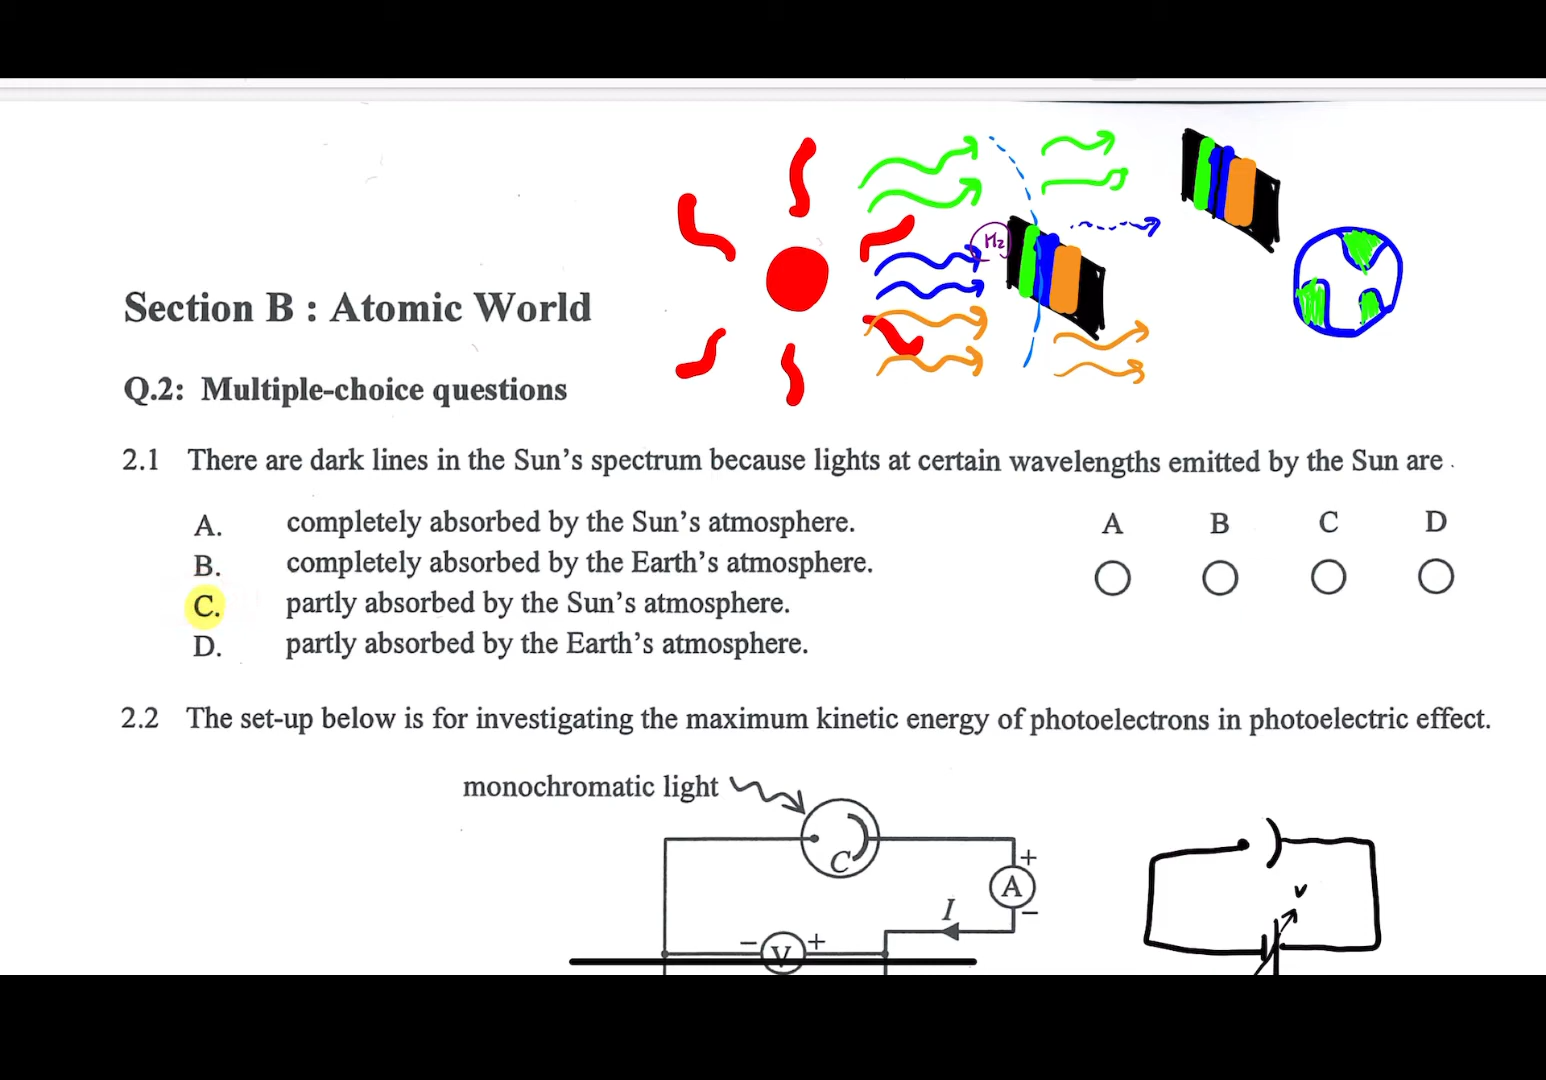 H₂
Section B : Atomic World
Q.2: Multiple-choice questions
2.1 There are dark lines in the Sun's spectrum because lights at certain wavelengths emitted by the Sun are
A. completely absorbed by the Sun's atmosphere.
B. completely absorbed by the Earth's atmosphere.
C. partly absorbed by the Sun's atmosphere.
D. partly absorbed by the Earth's atmosphere.
A B C D
2.2 The set-up below is for investigating the maximum kinetic energy of photoelectrons in photoelectric effect.
monochromatic light
C
+
A
−
I
− V +
V